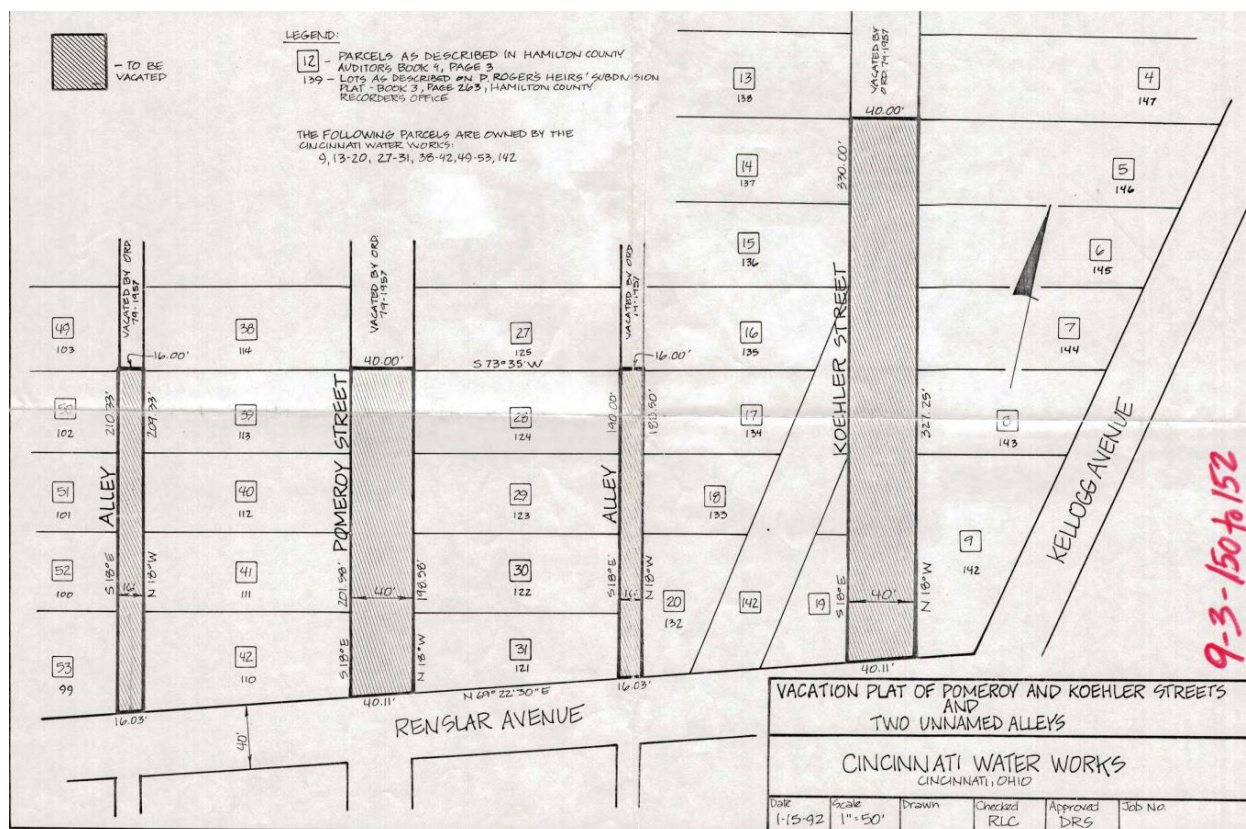 – TO BE
VACATED
LEGEND:
12 – PARCELS AS DESCRIBED IN HAMILTON COUNTY
AUDITOR'S BOOK 9, PAGE 3
139 – LOTS AS DESCRIBED ON D. ROGER'S HEIRS' SUBDIVISION
PLAT - BOOK 3, PAGE 263, HAMILTON COUNTY
RECORDER'S OFFICE
THE FOLLOWING PARCELS ARE OWNED BY THE
CINCINNATI WATER WORKS:
9, 13-20, 27-31, 38-42, 49-53, 142
VACATED BY
ORD. 79-1957
40.00'
13
138
4
147
14
137
330.00'
5
146
15
136
6
145
KOEHLER STREET
VACATED BY ORD.
79-1957
VACATED BY ORD.
79-1957
VACATED BY ORD
49
103
38
114
27
125
16
135
7
144
16.00'
40.00'
S 73°35' W
16.00'
102
210.33'
209.33'
39
113
POMEROY STREET
28
124
190.00'
17
134
327.25'
143
KELLOGG AVENUE
51
101
ALLEY
40
112
29
123
ALLEY
18
133
9
142
52
100
S 18° E
16'
N 18° W
41
111
201.58'
40'
198.58'
30
122
S 18° E
N 18° W
20
132
142
19
S 18° E
40'
N 18° W
53
99
42
110
S 18° E
N 18° W
31
121
40.11'
16.03'
40.11'
N 69° 22' 30" E
16.03'
RENSLAR AVENUE
40'
9-3-150 to 152
VACATION PLAT OF POMEROY AND KOEHLER STREETS
AND
TWO UNNAMED ALLEYS
CINCINNATI WATER WORKS
CINCINNATI, OHIO
Date
1-15-92
Scale
1"=50'
Drawn
Checked
RLC
Approved
DRS
Job No.